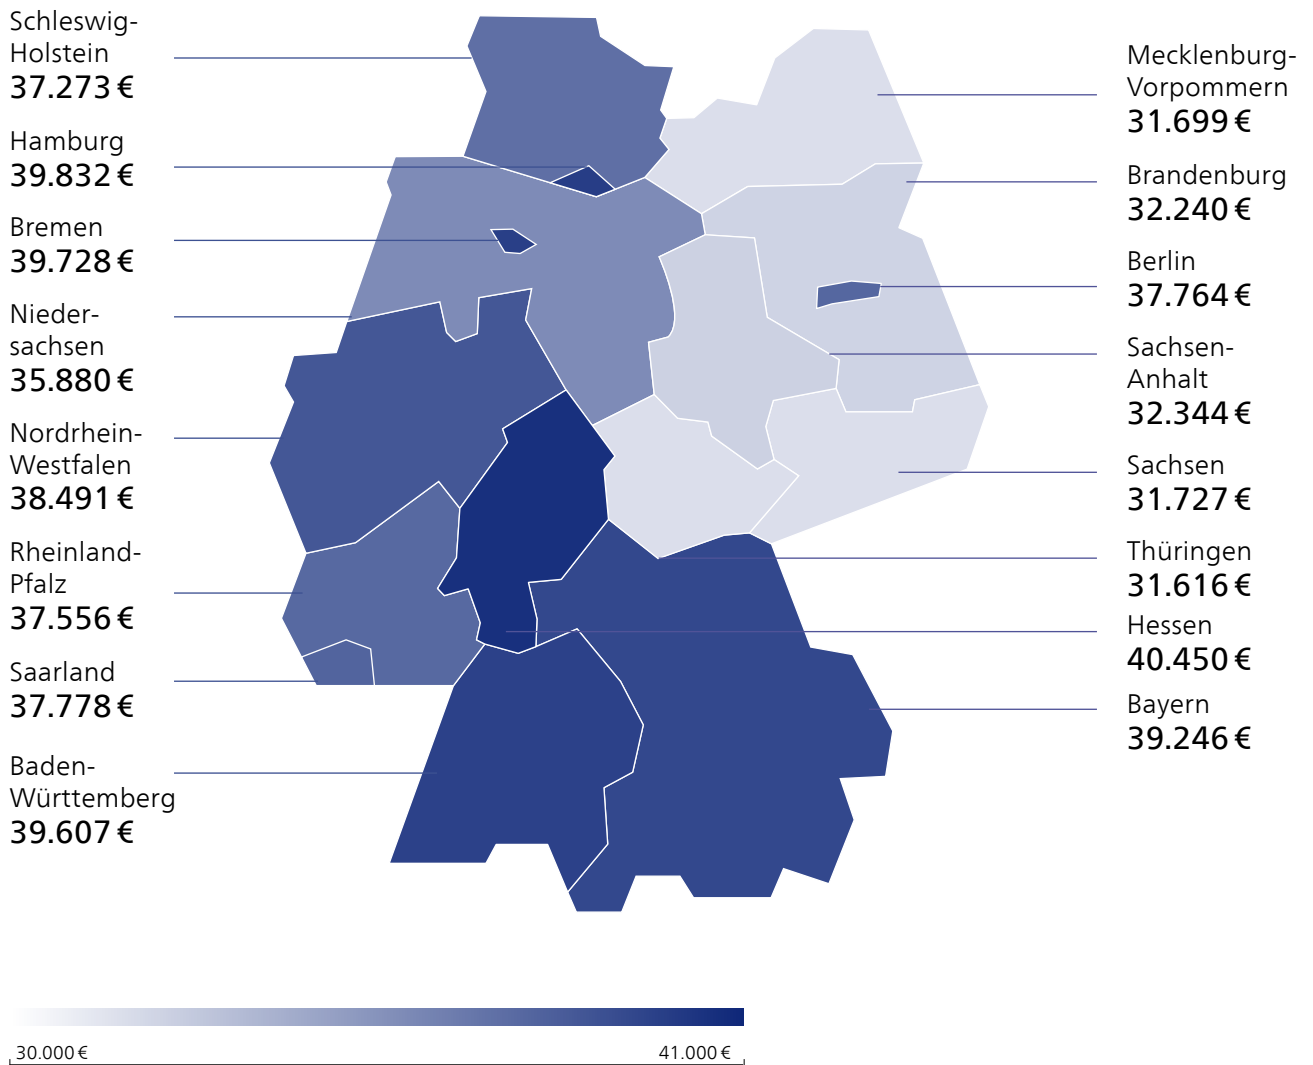 Schleswig-
Holstein
37.273 €
Hamburg
39.832 €
Bremen
39.728 €
Nieder-
sachsen
35.880 €
Nordrhein-
Westfalen
38.491 €
Rheinland-
Pfalz
37.556 €
Saarland
37.778 €
Baden-
Württemberg
39.607 €
Mecklenburg-
Vorpommern
31.699 €
Brandenburg
32.240 €
Berlin
37.764 €
Sachsen-
Anhalt
32.344 €
Sachsen
31.727 €
Thüringen
31.616 €
Hessen
40.450 €
Bayern
39.246 €
30.000 €
41.000 €